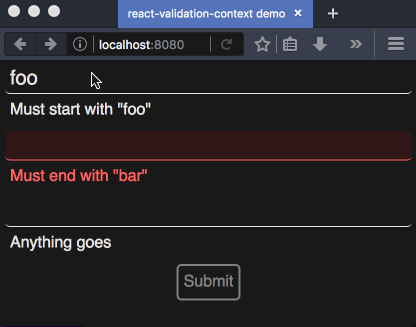 react-validation-context demo
localhost:8080
foo
Must start with "foo"
Must end with "bar"
Anything goes
Submit